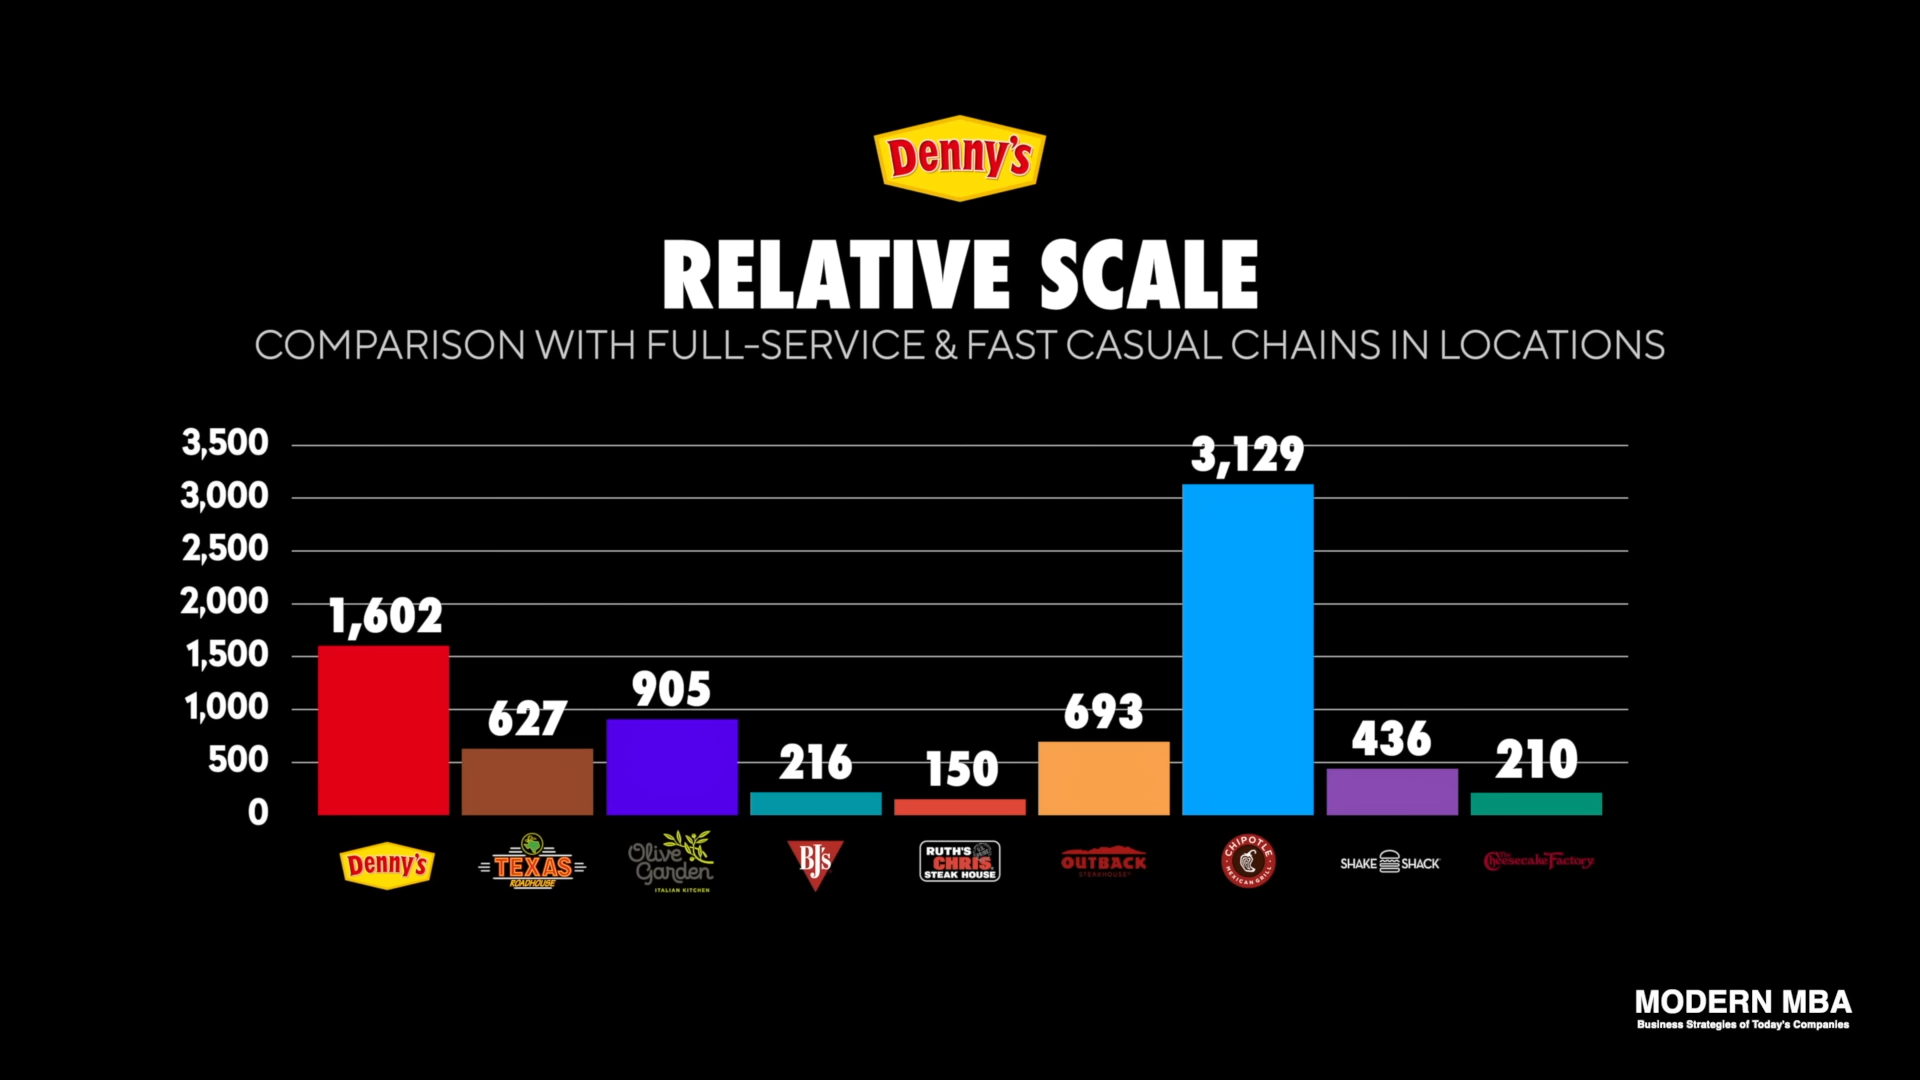 Denny's
RELATIVE SCALE
COMPARISON WITH FULL-SERVICE & FAST CASUAL CHAINS IN LOCATIONS
3,500
3,000
2,500
2,000
1,500
1,000
500
0
1,602
627
905
216
150
693
3,129
436
210
Denny's
TEXAS
ROADHOUSE
Olive
Garden
ITALIAN KITCHEN
BJ's
RUTH'S
CHRIS
STEAK HOUSE
OUTBACK
STEAKHOUSE
CHIPOTLE
MEXICAN GRILL
SHAKE SHACK
The Cheesecake Factory
MODERN MBA
Business Strategies of Today's Companies